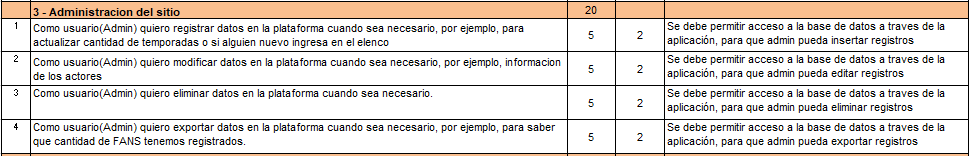 3 - Administracion del sitio 20
1 Como usuario(Admin) quiero registrar datos en la plataforma cuando sea necesario, por ejemplo, para
actualizar cantidad de temporadas o si alguien nuevo ingresa en el elenco
5 2
Se debe permitir acceso a la base de datos a traves de la
aplicación, para que admin pueda insertar registros
2 Como usuario(Admin) quiero modificar datos en la plataforma cuando sea necesario, por ejemplo, informacion
de los actores
5 2
Se debe permitir acceso a la base de datos a traves de la
aplicación, para que admin pueda editar registros
3 Como usuario(Admin) quiero eliminar datos en la plataforma cuando sea necesario.
5 2
Se debe permitir acceso a la base de datos a traves de la
aplicación, para que admin pueda eliminar registros
4 Como usuario(Admin) quiero exportar datos en la plataforma cuando sea necesario, por ejemplo, para saber
que cantidad de FANS tenemos registrados.
5 2
Se debe permitir acceso a la base de datos a traves de la
aplicación, para que admin pueda exportar registros